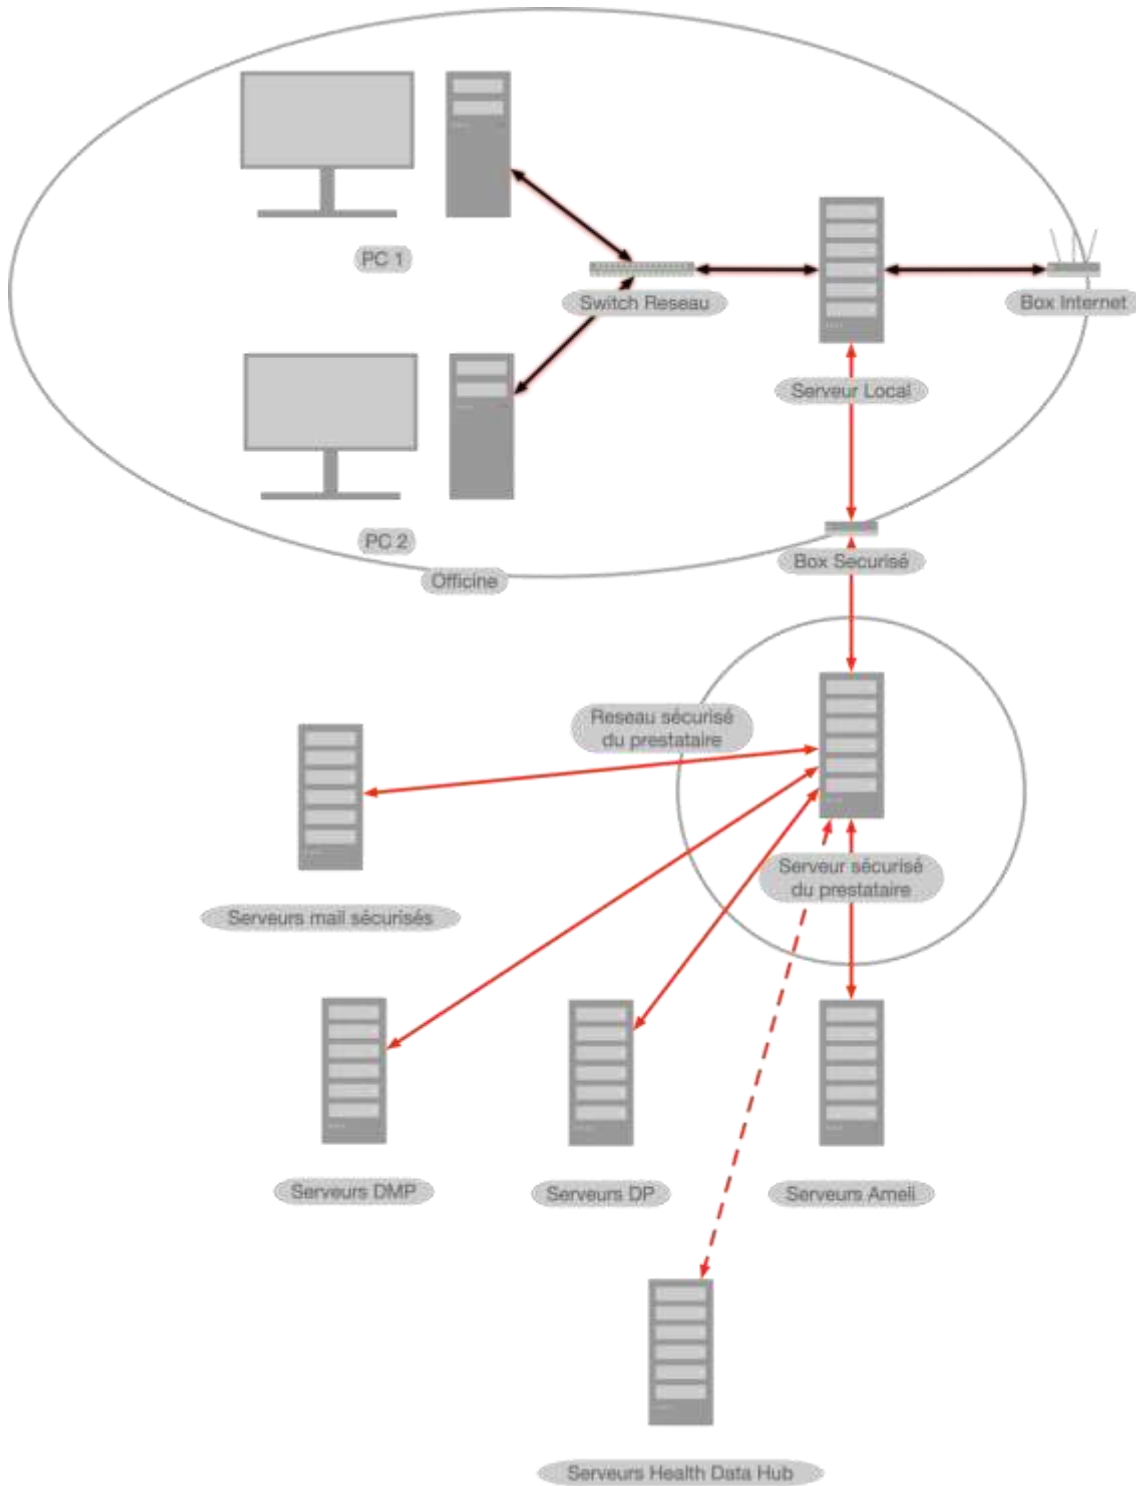 PC 1
Switch Reseau
Box Internet
Serveur Local
PC 2
Box Securisé
Officine
Reseau sécurisé
du prestataire
Serveur sécurisé
du prestataire
Serveurs mail sécurisés
Serveurs DMP
Serveurs DP
Serveurs Ameli
Serveurs Health Data Hub